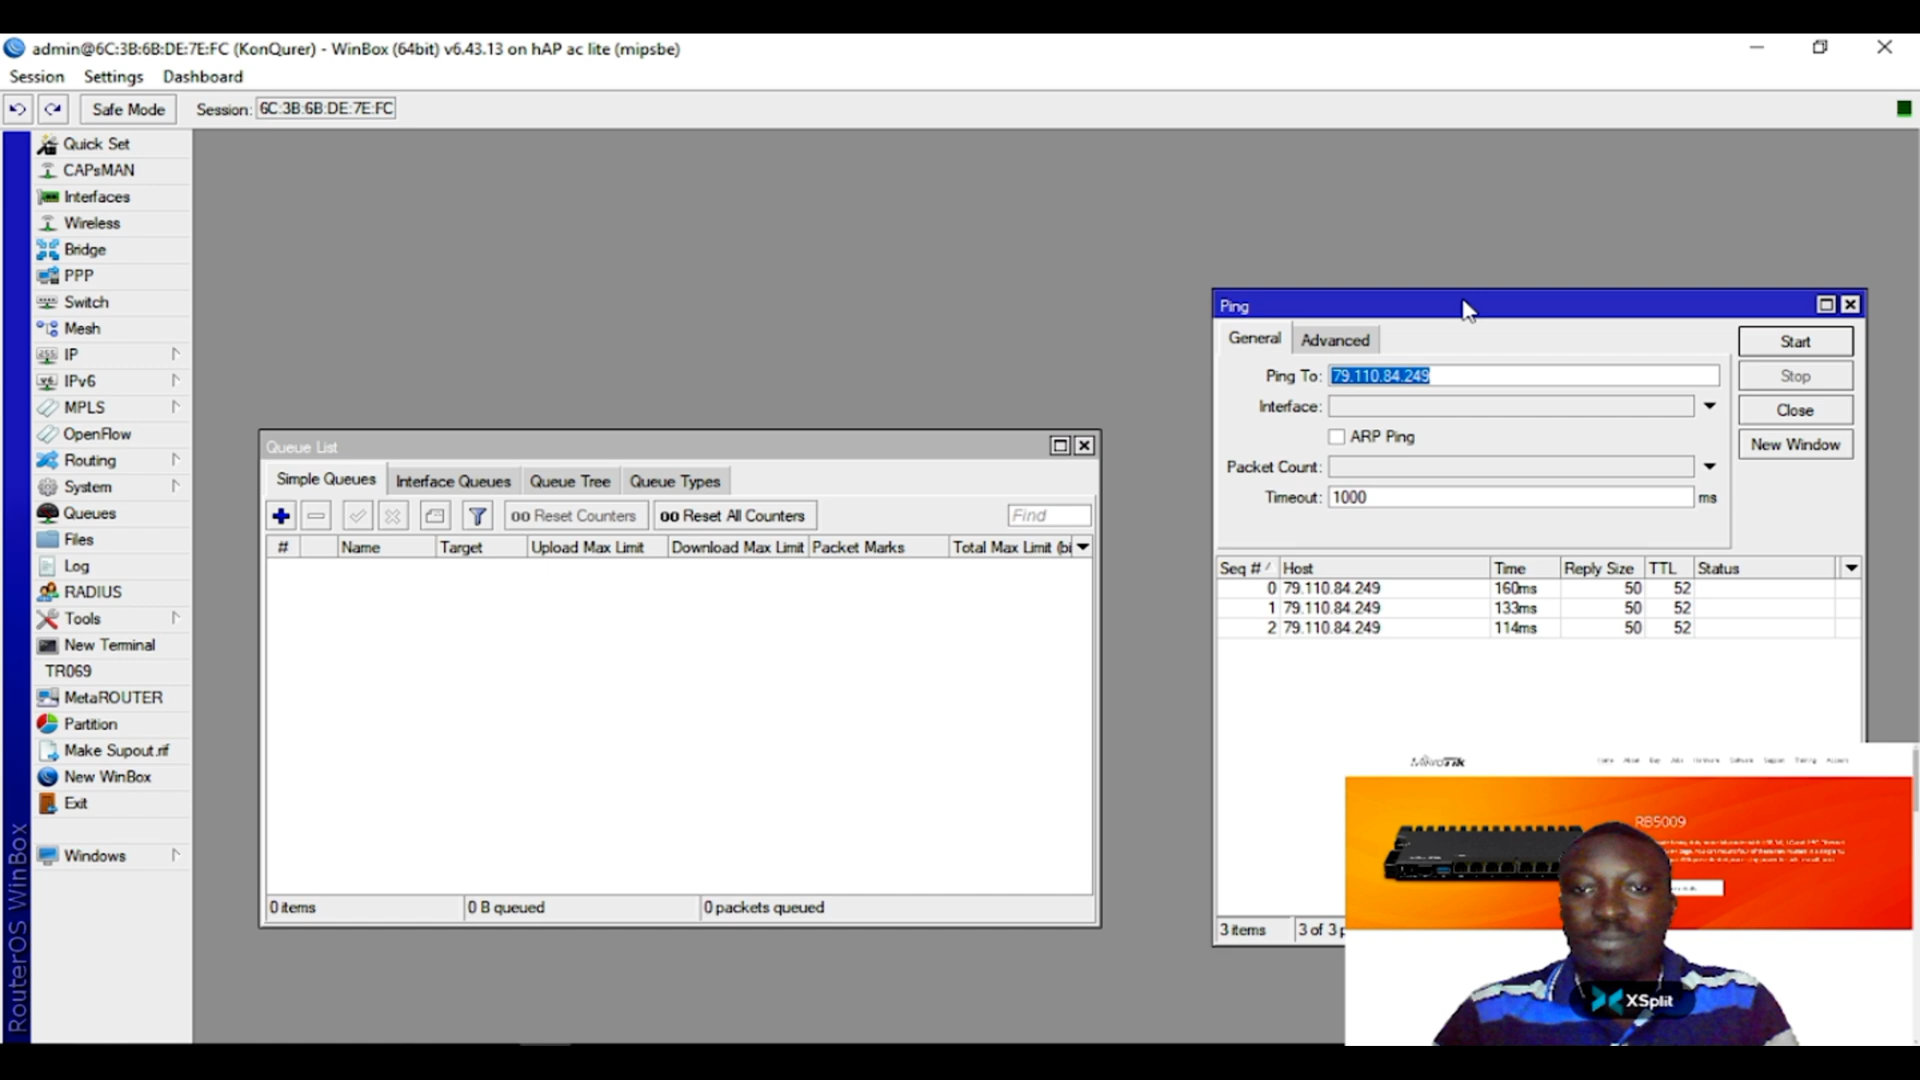 admin@6C:3B:6B:DE:7E:FC (KonQurer) - WinBox (64bit) v6.43.13 on hAP ac lite (mipsbe)
Session Settings Dashboard
Safe Mode Session: 6C:3B:6B:DE:7E:FC
Quick Set
CAPsMAN
Interfaces
Wireless
Bridge
PPP
Switch
Mesh
IP
IPv6
MPLS
OpenFlow
Routing
System
Queues
Files
Log
RADIUS
Tools
New Terminal
TR069
MetaROUTER
Partition
Make Supout.rif
New WinBox
Exit
Windows
RouterOS WinBox
Queue List
Simple Queues Interface Queues Queue Tree Queue Types
00 Reset Counters 00 Reset All Counters Find
# Name Target Upload Max Limit Download Max Limit Packet Marks Total Max Limit (bi
0 items 0 B queued 0 packets queued
Ping
General Advanced
Ping To: 79.110.84.249
Interface:
ARP Ping
Packet Count:
Timeout: 1000 ms
Start
Stop
Close
New Window
Seq # Host Time Reply Size TTL Status
0 79.110.84.249 160ms 50 52
1 79.110.84.249 133ms 50 52
2 79.110.84.249 114ms 50 52
3 items 3 of 3 p
MikroTik
RB5009
XSplit